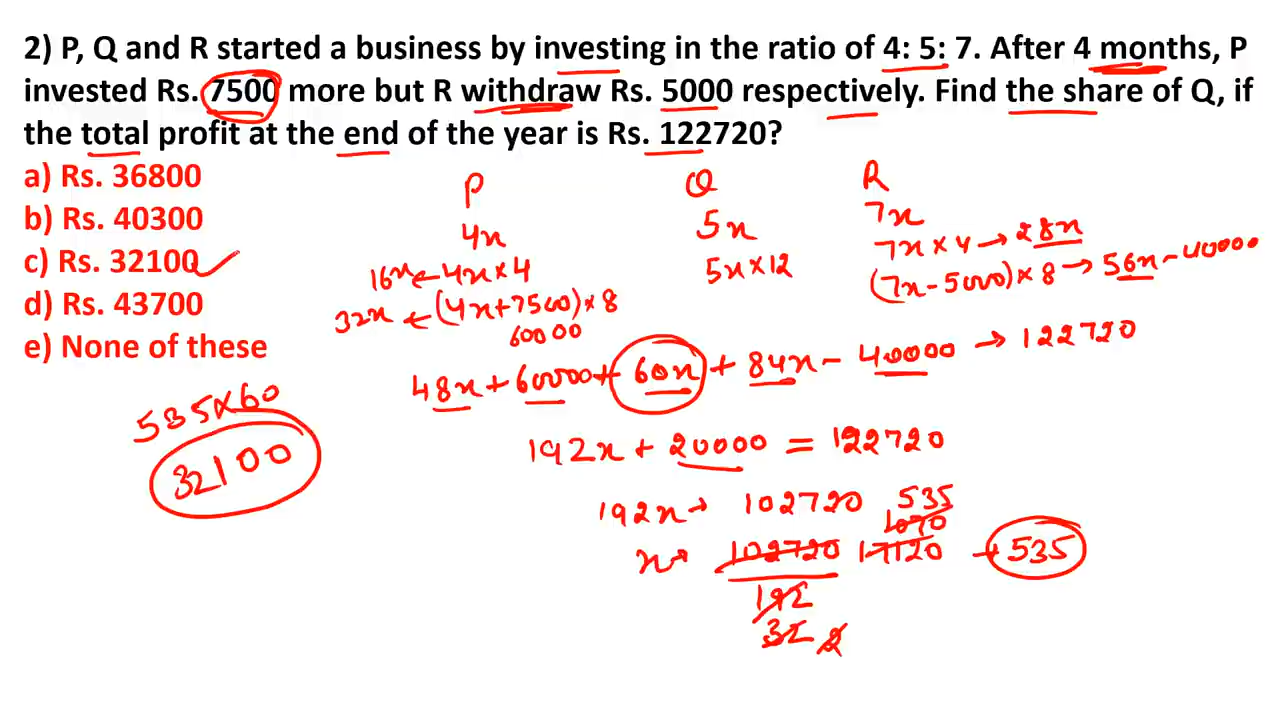 2) P, Q and R started a business by investing in the ratio of 4: 5: 7. After 4 months, P
invested Rs. 7500 more but R withdraw Rs. 5000 respectively. Find the share of Q, if
the total profit at the end of the year is Rs. 122720?
a) Rs. 36800
b) Rs. 40300
c) Rs. 32100
d) Rs. 43700
e) None of these
P Q R
4x 5x 7x
16x ← 4x×4 5x×12 7x×4 → 28x
32x ← (4x+7500)×8 (7x-5000)×8 → 56x-40000
60000
48x+60000+ 60x + 84x - 40000 → 122720
535×60
32100
192x + 20000 = 122720
192x → 102720 535
1070
x → 102720 17120 → 535
192
32 2